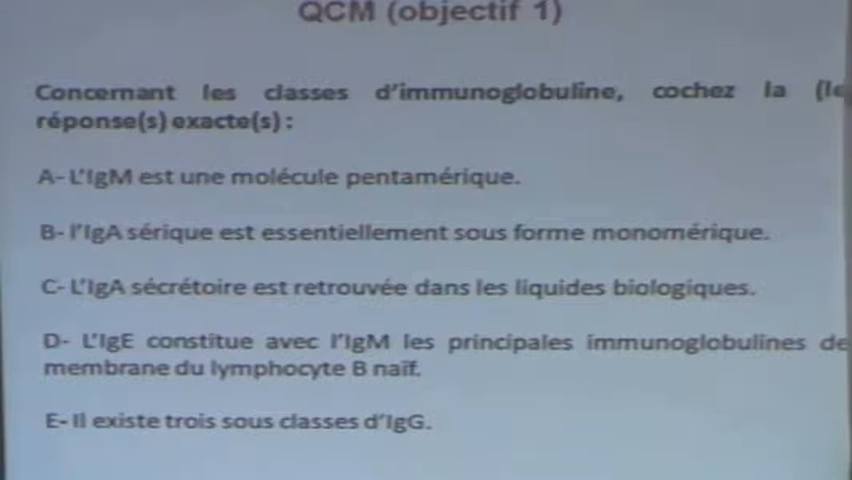 QCM (objectif 1)
Concernant les classes d'immunoglobuline, cochez la
réponse(s) exacte(s) :
A- L'IgM est une molécule pentamérique.
B- l'IgA sérique est essentiellement sous forme monomérique.
C- L'IgA sécrétoire est retrouvée dans les liquides biologiques.
D- L'IgE constitue avec l'IgM les principales immunoglobulines de
membrane du lymphocyte B naïf.
E- Il existe trois sous classes d'IgG.